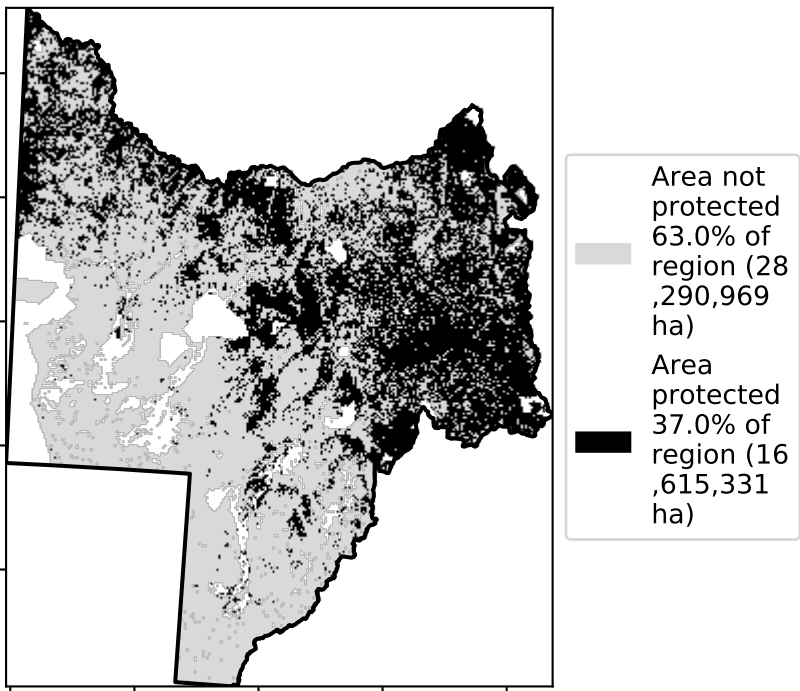 Area not
protected
63.0% of
region (28
,290,969
ha)
Area
protected
37.0% of
region (16
,615,331
ha)